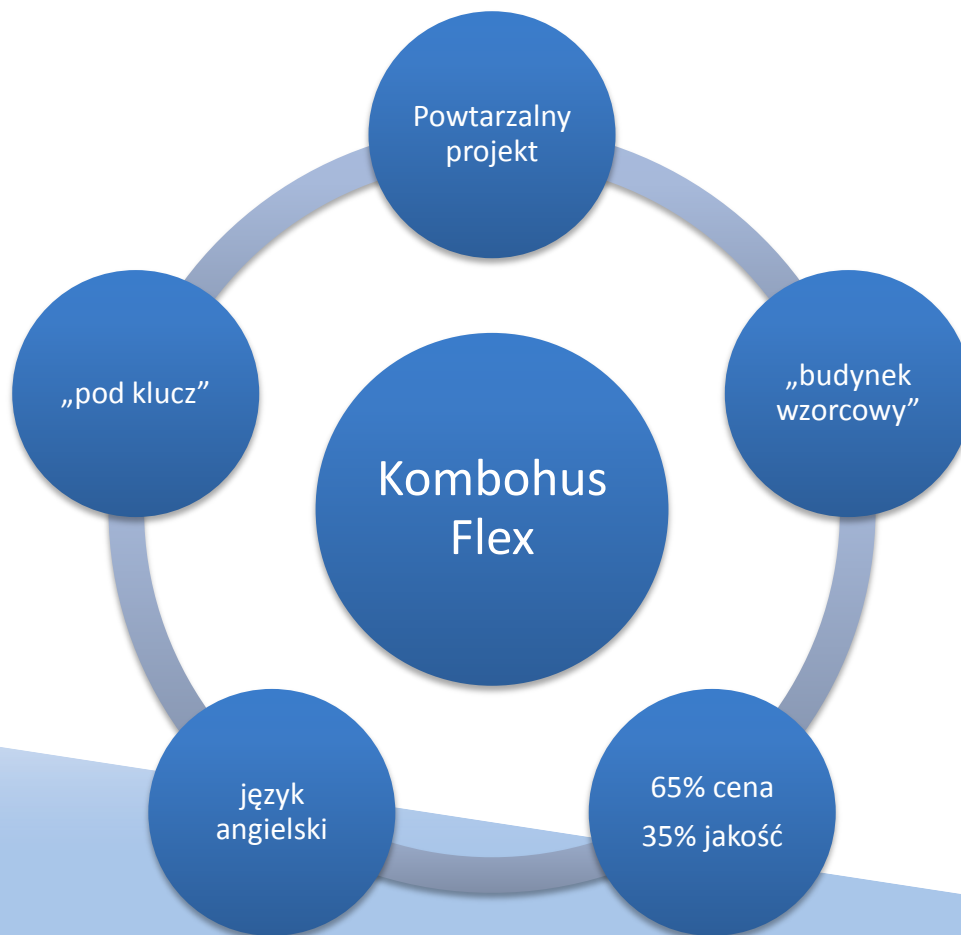 Powtarzalny
projekt
„pod klucz”
„budynek
wzorcowy”
Kombohus
Flex
język
angielski
65% cena
35% jakość